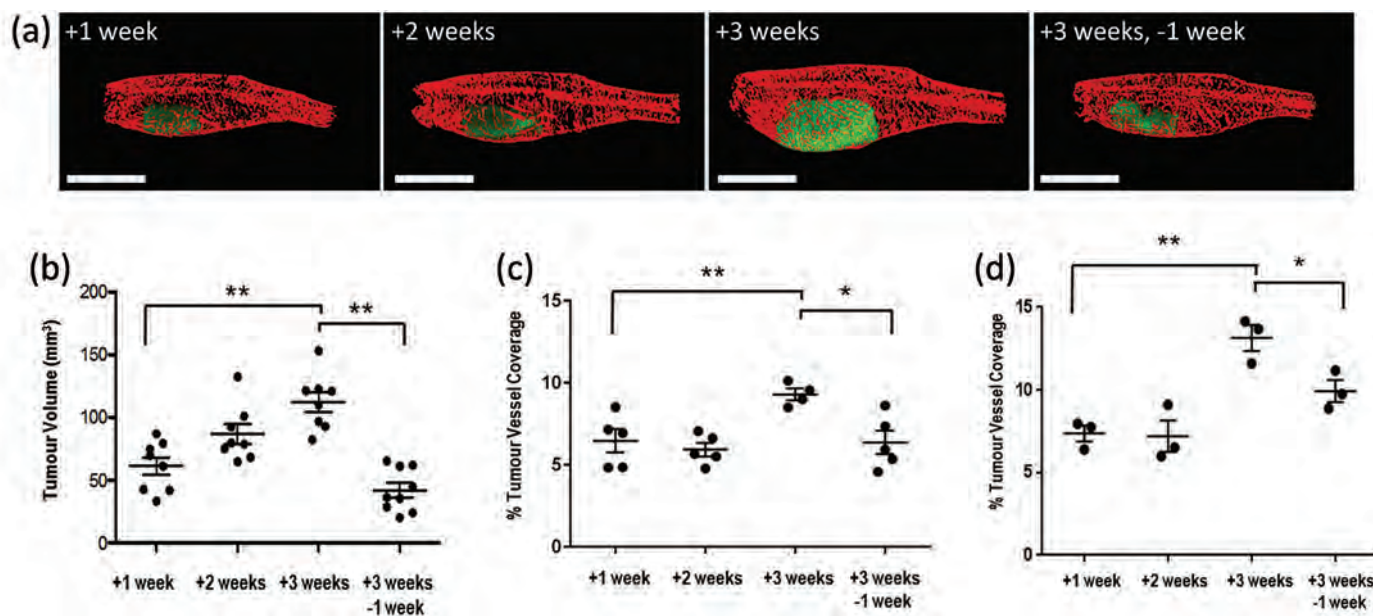 (a)
+1 week
+2 weeks
+3 weeks
+3 weeks, -1 week
(b)
Tumour Volume (mm³)
200
150
100
50
0
**
**
+1 week
+2 weeks
+3 weeks
+3 weeks
-1 week
(c)
% Tumour Vessel Coverage
15
10
5
0
**
*
+1 week
+2 weeks
+3 weeks
+3 weeks
-1 week
(d)
% Tumour Vessel Coverage
15
10
5
0
**
*
+1 week
+2 weeks
+3 weeks
+3 weeks
-1 week